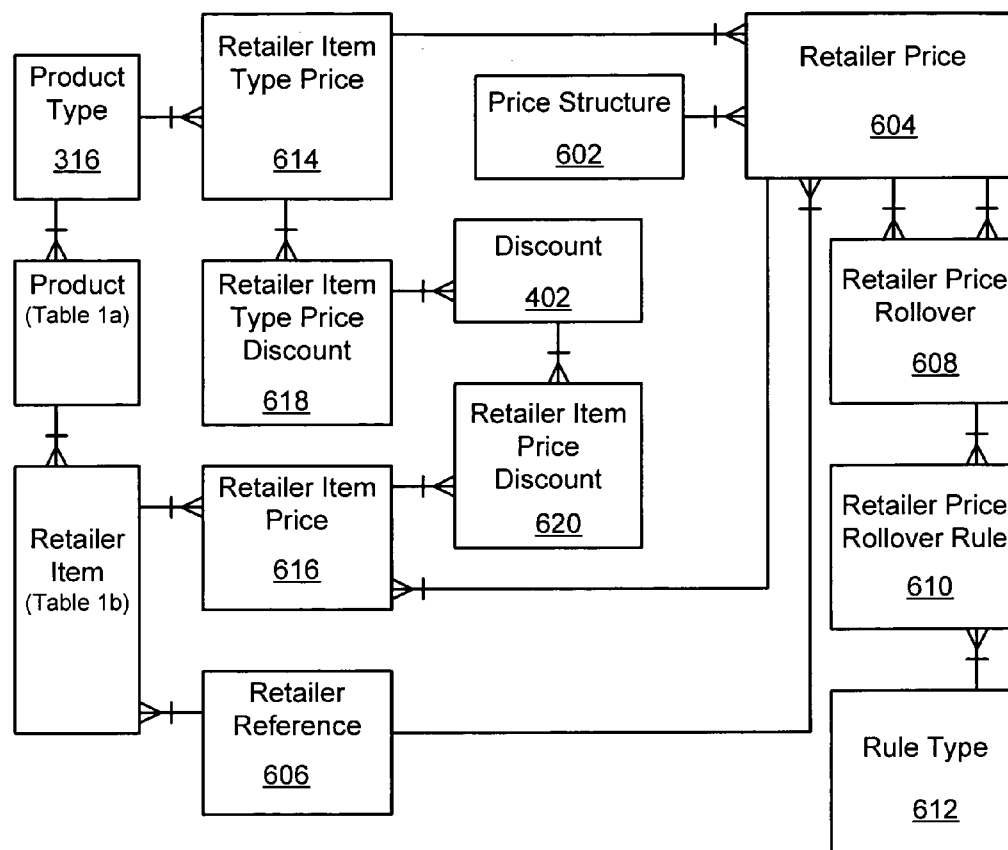 Product
Type
316
Retailer Item
Type Price
614
Retailer Price
604
Price Structure
602
Product
(Table 1a)
Retailer Item
Type Price
Discount
618
Discount
402
Retailer Price
Rollover
608
Retailer
Item
(Table 1b)
Retailer Item
Price
616
Retailer Item
Price
Discount
620
Retailer Price
Rollover Rule
610
Retailer
Reference
606
Rule Type
612